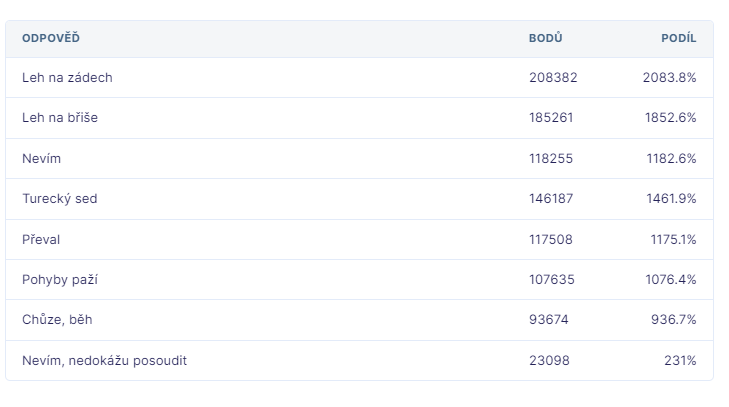 ODPOVĚĎ BODŮ PODÍL
Leh na zádech 208382 2083.8%
Leh na břiše 185261 1852.6%
Nevím 118255 1182.6%
Turecký sed 146187 1461.9%
Převal 117508 1175.1%
Pohyby paží 107635 1076.4%
Chůze, běh 93674 936.7%
Nevím, nedokážu posoudit 23098 231%